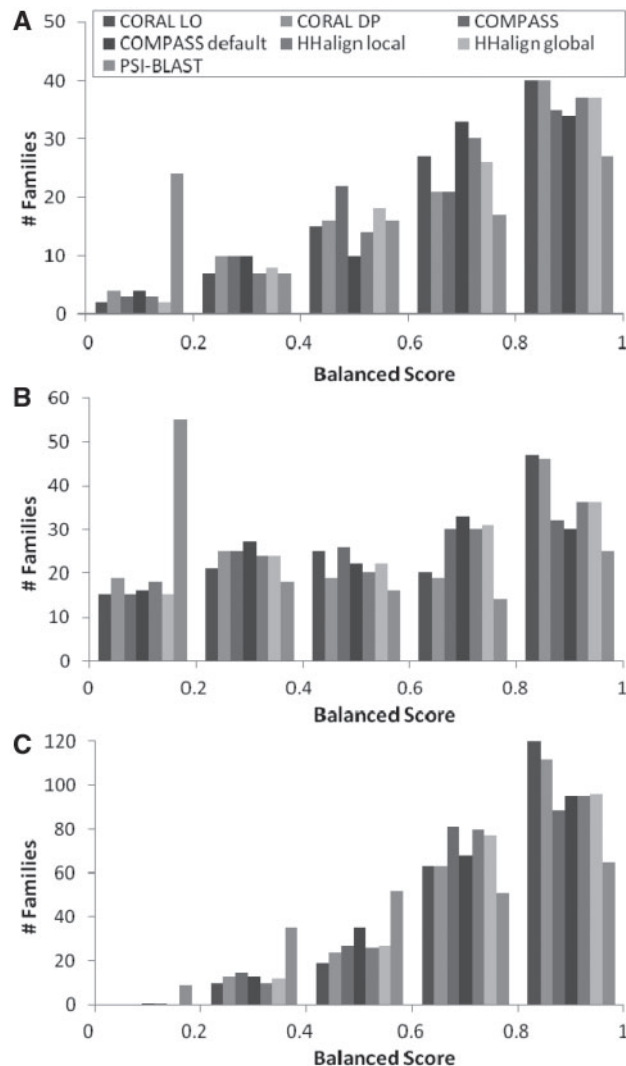 A
CORAL LO CORAL DP COMPASS
COMPASS default HHalign local HHalign global
PSI-BLAST
50
40
30
20
10
0
# Families
0 0.2 0.4 0.6 0.8 1
Balanced Score
B
60
50
40
30
20
10
0
# Families
0 0.2 0.4 0.6 0.8 1
Balanced Score
C
120
100
80
60
40
20
0
# Families
0 0.2 0.4 0.6 0.8 1
Balanced Score